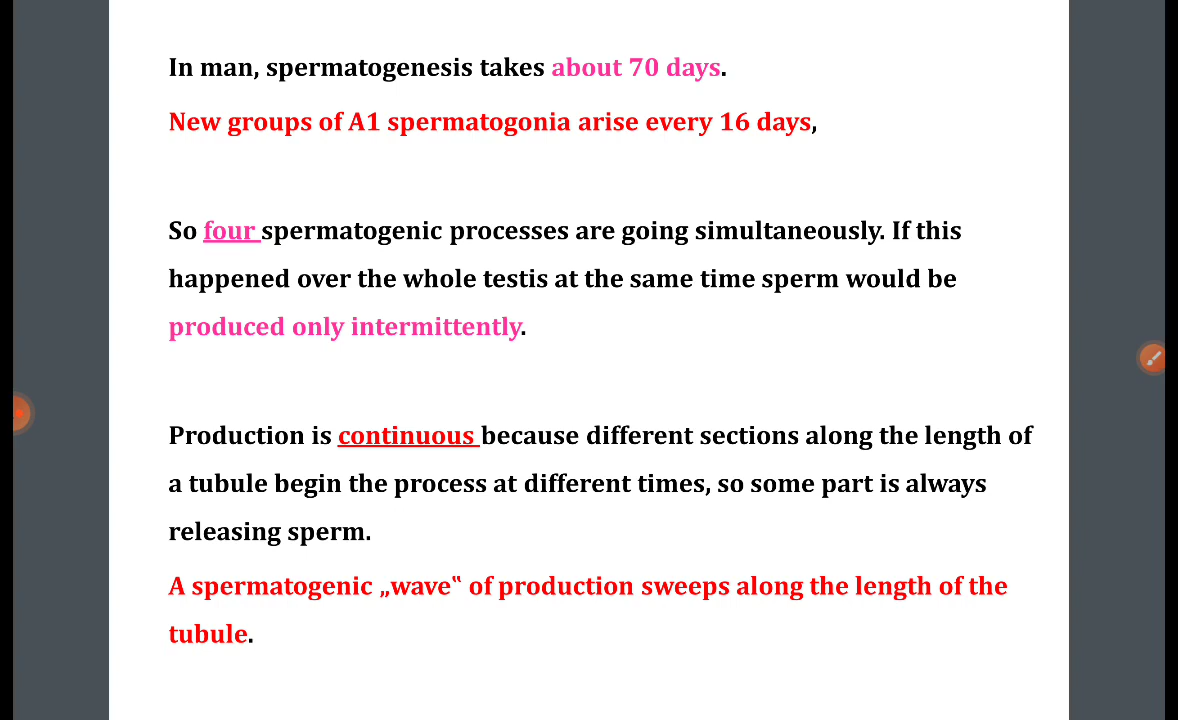 In man, spermatogenesis takes about 70 days.
New groups of A1 spermatogonia arise every 16 days,
So four spermatogenic processes are going simultaneously. If this
happened over the whole testis at the same time sperm would be
produced only intermittently.
Production is continuous because different sections along the length of
a tubule begin the process at different times, so some part is always
releasing sperm.
A spermatogenic „wave‟ of production sweeps along the length of the
tubule.